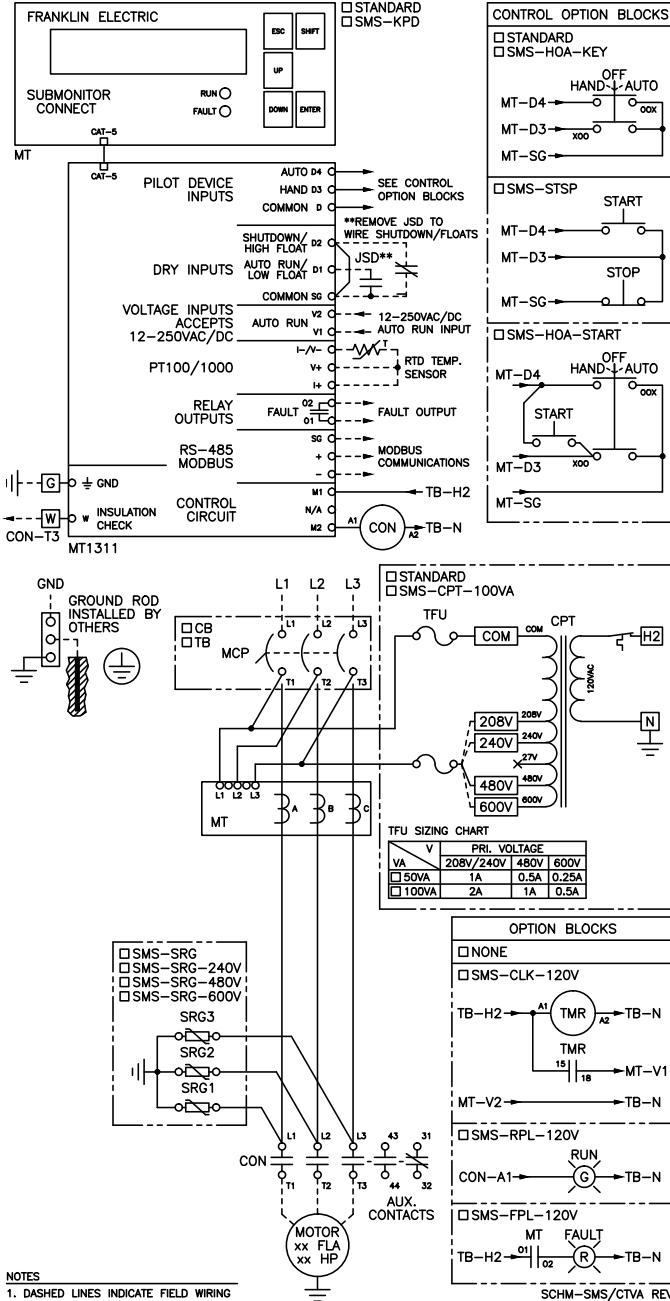 FRANKLIN ELECTRIC
ESC
SHIFT
UP
DOWN
ENTER
SUBMONITOR
CONNECT
RUN
FAULT
CAT-5
MT
□ STANDARD
□ SMS-KPD
CAT-5
PILOT DEVICE
INPUTS
AUTO D4
HAND D3
COMMON D
SEE CONTROL
OPTION BLOCKS
**REMOVE JSD TO
WIRE SHUTDOWN/FLOATS
DRY INPUTS
SHUTDOWN/
HIGH FLOAT D2
AUTO RUN/
LOW FLOAT D1
COMMON SG
JSD**
VOLTAGE INPUTS
ACCEPTS
12-250VAC/DC
AUTO RUN
V2
V1
12-250VAC/DC
AUTO RUN INPUT
PT100/1000
I-/V-
V+
I+
T
RTD TEMP.
SENSOR
RELAY
OUTPUTS
FAULT
02
01
FAULT OUTPUT
RS-485
MODBUS
SG
+
-
MODBUS
COMMUNICATIONS
G
GND
W
W
INSULATION
CHECK
CON-T3
CONTROL
CIRCUIT
M1
N/A
M2
TB-H2
A1
CON
A2
TB-N
MT1311
CONTROL OPTION BLOCKS
□ STANDARD
□ SMS-HOA-KEY
OFF
HAND
AUTO
MT-D4
OOX
MT-D3
XOO
MT-SG
□ SMS-STSP
START
MT-D4
MT-D3
STOP
MT-SG
□ SMS-HOA-START
OFF
HAND
AUTO
MT-D4
OOX
START
MT-D3
XOO
MT-SG
GND
GROUND ROD
INSTALLED BY
OTHERS
L1
L2
L3
□ CB
□ TB
MCP
L1
L2
L3
T1
T2
T3
L1
L2
L3
MT
A
B
C
□ STANDARD
□ SMS-CPT-100VA
TFU
COM
COM
CPT
H2
120VAC
N
208V
208V
240V
240V
27V
480V
480V
600V
600V
TFU SIZING CHART
V
PRI. VOLTAGE
VA
208V/240V
480V
600V
□ 50VA
1A
0.5A
0.25A
□ 100VA
2A
1A
0.5A
□ SMS-SRG
□ SMS-SRG-240V
□ SMS-SRG-480V
□ SMS-SRG-600V
SRG3
SRG2
SRG1
CON
L1
L2
L3
43
31
T1
T2
T3
44
32
AUX.
CONTACTS
MOTOR
xx FLA
xx HP
OPTION BLOCKS
□ NONE
□ SMS-CLK-120V
TB-H2
A1
TMR
A2
TB-N
TMR
15
18
MT-V1
MT-V2
TB-N
□ SMS-RPL-120V
RUN
CON-A1
G
TB-N
□ SMS-FPL-120V
MT
FAULT
TB-H2
01
02
R
TB-N
NOTES
1. DASHED LINES INDICATE FIELD WIRING
SCHM-SMS/CTVA REV